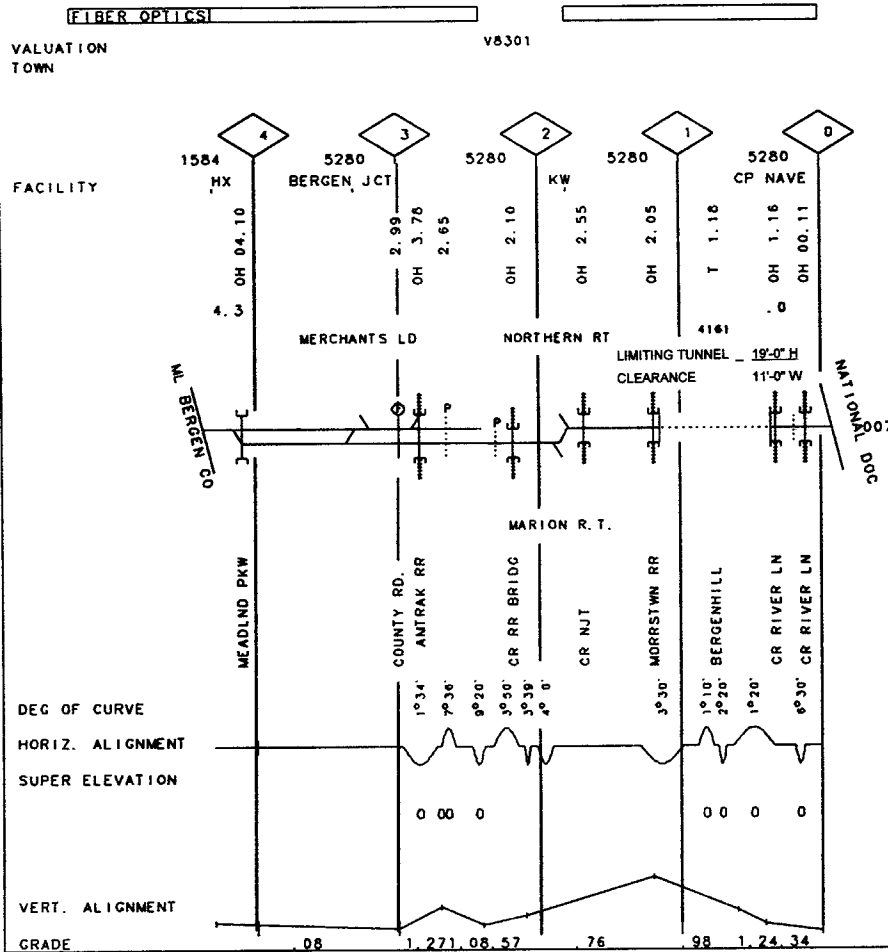 FIBER OPTICS
VALUATION V8301
TOWN
4 3 2 1 0
1584 5280 5280 5280 5280
FACILITY HX BERGEN JCT KW CP NAVE
OH 04.10
2.99
OH 3.78
2.65
OH 2.10
OH 2.55
OH 2.05
T 1.18
OH 1.16
OH 00.11
4.3 .0
4161
MERCHANTS LD NORTHERN RT
LIMITING TUNNEL 19'-0" H
CLEARANCE 11'-0" W
ML BERGEN CO
P P
NATIONAL DOC
007
MARION R.T.
MEADLND PKW
COUNTY RD.
ANTRAK RR
CR RR BRIDG
CR NJT
MORRSTWN RR
BERGENHILL
CR RIVER LN
CR RIVER LN
DEG OF CURVE 1°34' 7°36' 9°20' 3°50' 3°39' 4°0' 3°30' 1°10' 2°20' 1°20' 6°30'
HORIZ. ALIGNMENT
SUPER ELEVATION
0 00 0 0 0 0 0
VERT. ALIGNMENT
GRADE .08 1.271.08.57 .76 .98 1.24.34